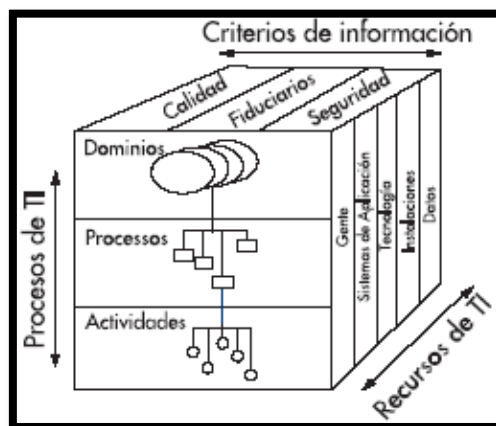 Criterios de información
Calidad
Fiduciarios
Seguridad
Dominios
Processos
Actividades
Procesos de TI
Gente
Sistemas de Aplicación
Tecnología
Instalaciones
Datos
Recursos de TI